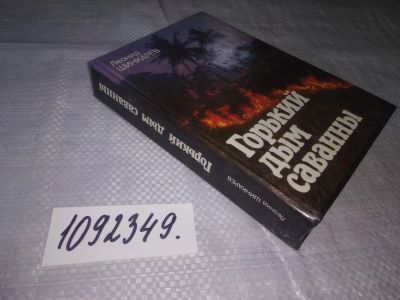 Леонид
ШИНКАРЕВ
Горький
дым
саванны
Горький дым саванны
Леонид ШИНКАРЕВ
1092349.